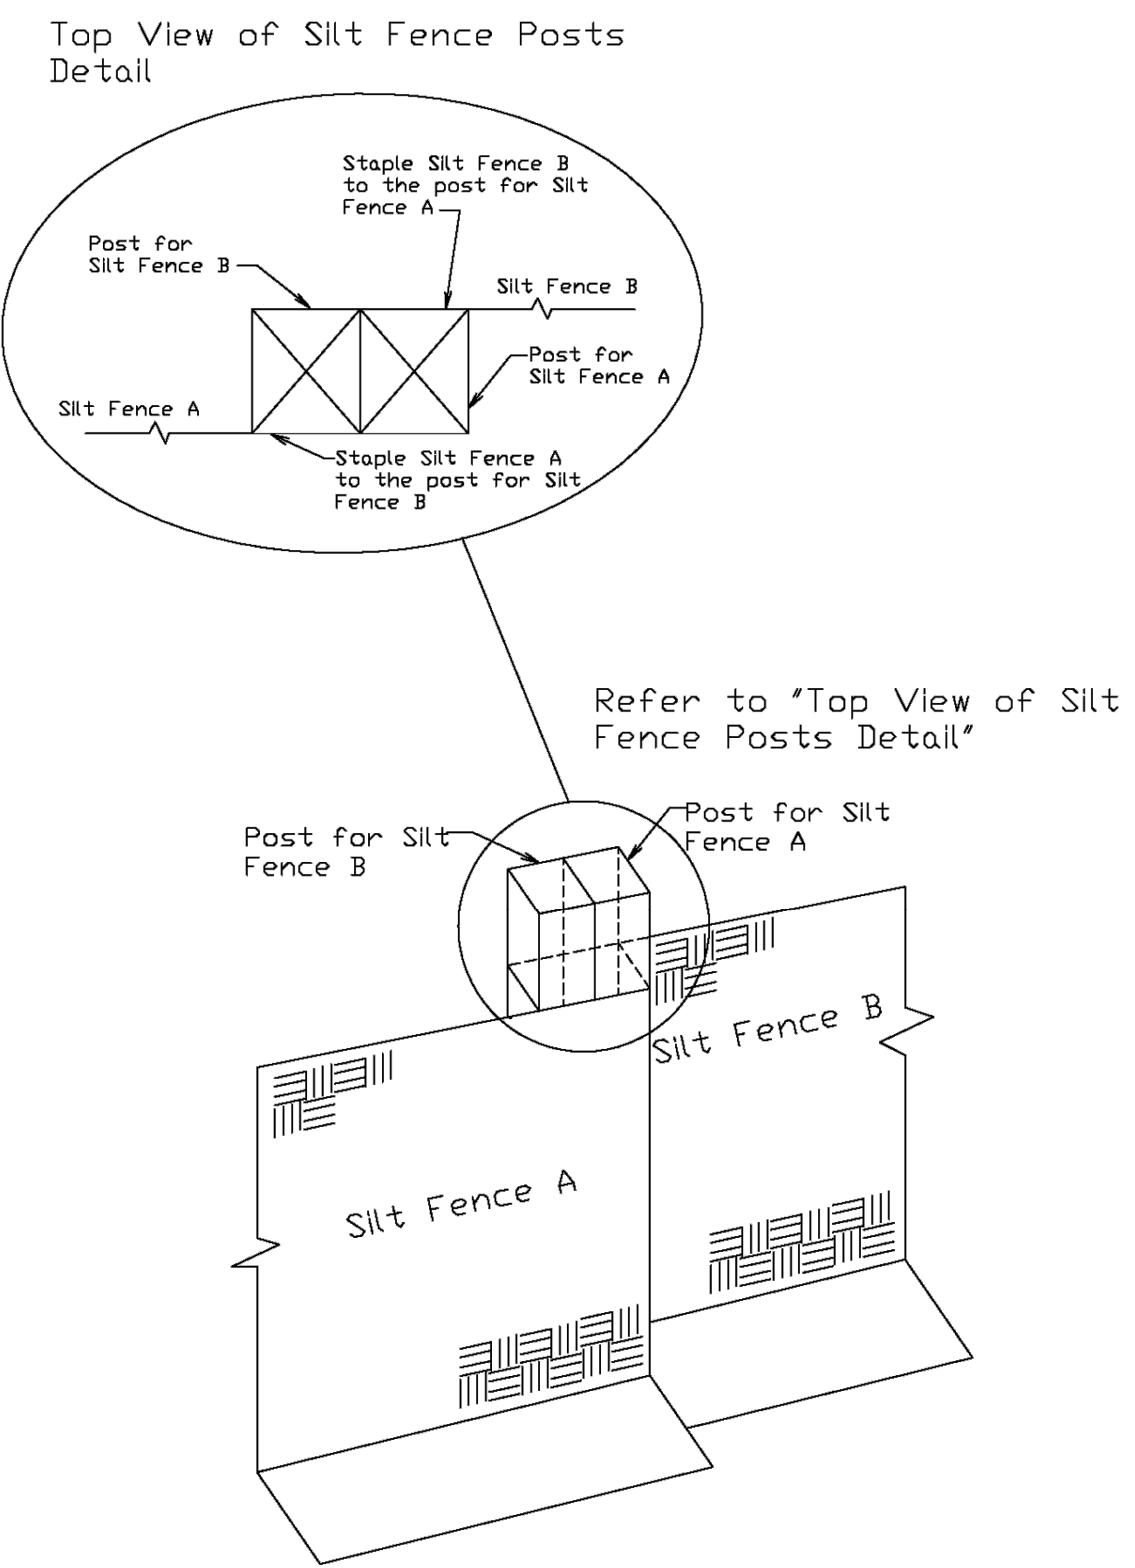 Top View of Silt Fence Posts
Detail
Staple Silt Fence B
to the post for Silt
Fence A
Post for
Silt Fence B
Silt Fence B
Post for
Silt Fence A
Silt Fence A
Staple Silt Fence A
to the post for Silt
Fence B
Refer to "Top View of Silt
Fence Posts Detail"
Post for Silt
Fence A
Post for Silt
Fence B
Silt Fence B
Silt Fence A